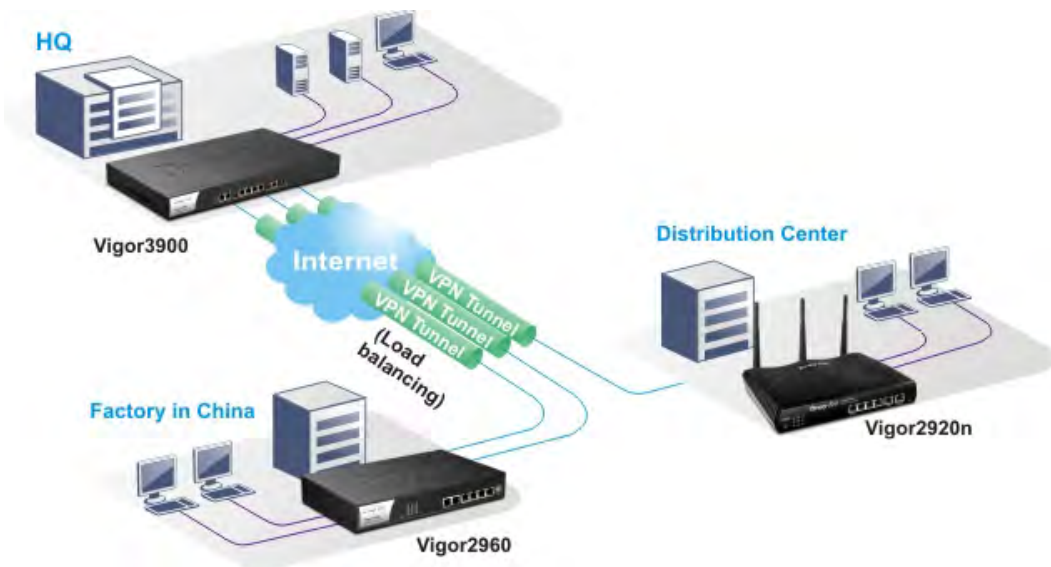 HQ
Vigor3900
Internet
VPN Tunnel
VPN Tunnel
VPN Tunnel
(Load
balancing)
Distribution Center
Vigor2920n
Factory in China
Vigor2960